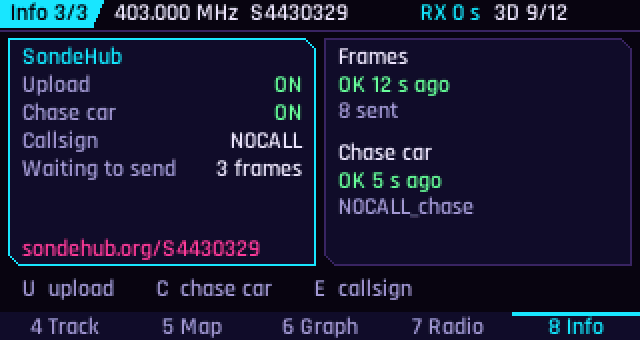 Info 3/3 403.000 MHz S4430329 RX 0 s 3D 9/12
SondeHub
Upload ON
Chase car ON
Callsign NOCALL
Waiting to send 3 frames
sondehub.org/S4430329
Frames
OK 12 s ago
8 sent
Chase car
OK 5 s ago
NOCALL_chase
U upload C chase car E callsign
4 Track 5 Map 6 Graph 7 Radio 8 Info